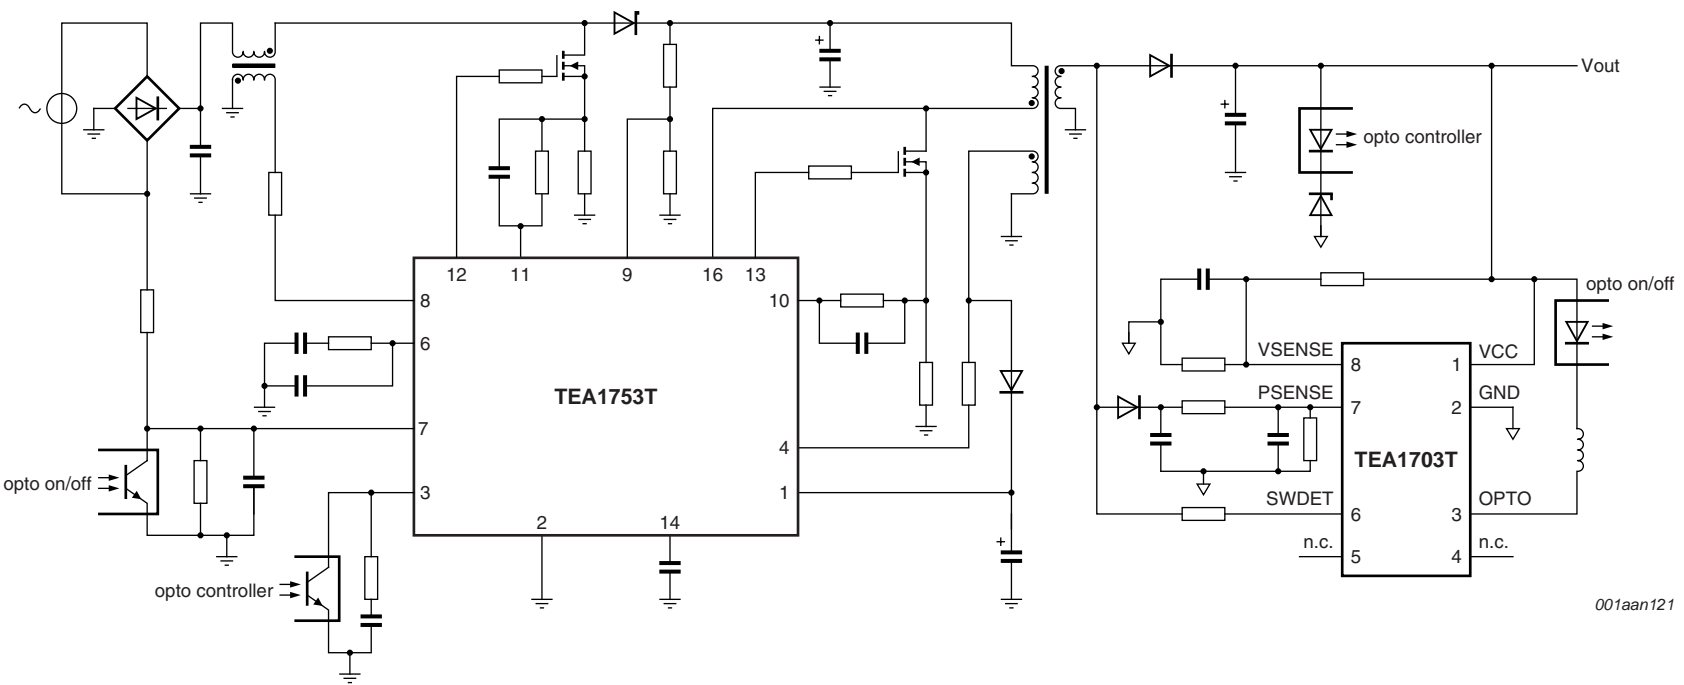 Vout
opto controller
12 11 9 16 13
opto on/off
10
8
6
VSENSE
VCC
8 1
PSENSE
GND
TEA1753T
7 2
7
4
TEA1703T
opto on/off
3
1
SWDET
OPTO
6 3
2 14
n.c.
n.c.
5 4
opto controller
001aan121